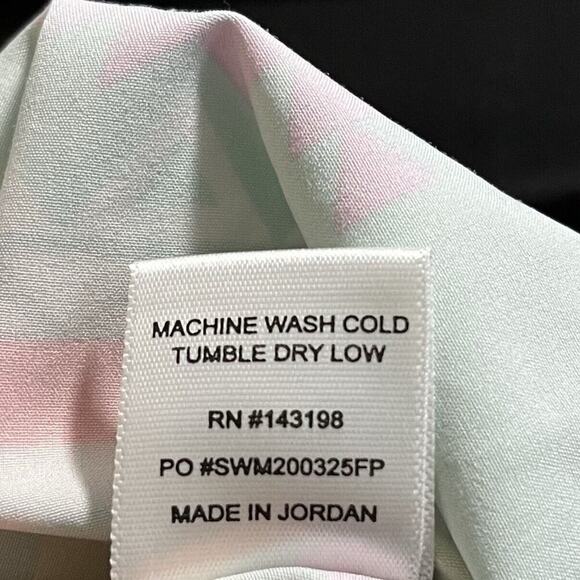 MACHINE WASH COLD
TUMBLE DRY LOW
RN #143198
PO #SWM200325FP
MADE IN JORDAN